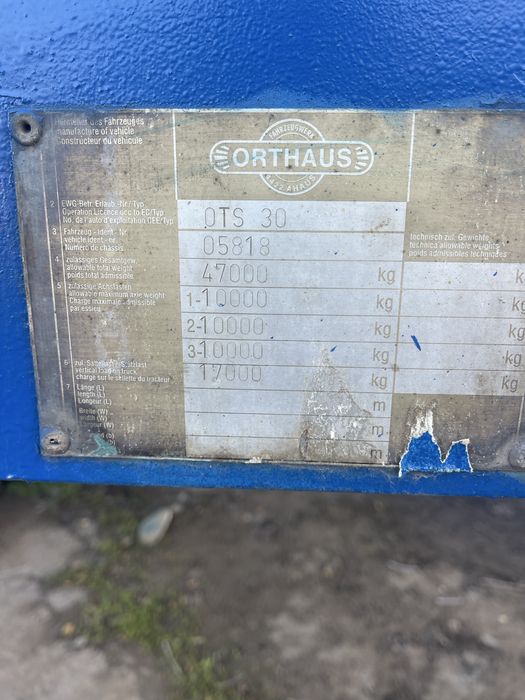 Hersteller des Fahrzeuges
manufacture of vehicle
Constructeur du véhicule
FAHRZEUGWERK
ORTHAUS
AHAUS
2 EWG-Betr. Erlaub.-Nr./Typ
Operation Licence acc to EC/Typ
No. de l'auto d'exploitation CEE/Typ
OTS 30
3 Fahrzeug - Ident - Nr
vehicle ident - nr.
Numero de chassis
05818
technisch zul. Gewichte
technical allowable weights
poids admissibles techniques
4 zulässiges Gesamtgew.
allowable total weight
poids total admissible
47000 kg
5 zulässige Achslasten
allowable maximum axle weight
Charge maximale admissible
par essieu
1-10000 kg
2-10000 kg
3-10000 kg
6 zul. Sattellast / Stützlast
vertical load on truck
charge sur la sellette du tracteur
17000 kg
7 Länge (L)
length (L)
Longeur (L)
m
Breite (W)
width (W)
m
m